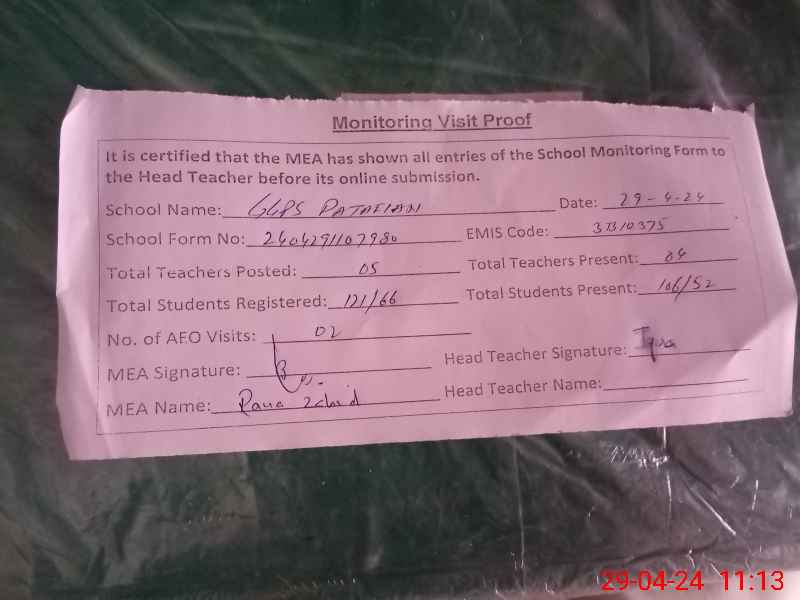 Monitoring Visit Proof
It is certified that the MEA has shown all entries of the School Monitoring Form to
the Head Teacher before its online submission.
School Name: GGPS PATAFIAN Date: 29-4-24
School Form No: 2404291107980 EMIS Code: 32310375
Total Teachers Posted: 05 Total Teachers Present: 04
Total Students Registered: 121/66 Total Students Present: 106/52
No. of AEO Visits: 02
MEA Signature: Head Teacher Signature: Iqra
MEA Name: Rana Head Teacher Name:
29-04-24 11:13